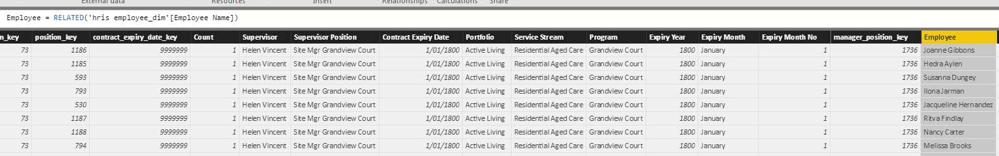 External data Resources Insert Relationships Calculations Share
Employee = RELATED('hris employee_dim'[Employee Name])
n_key position_key contract_expiry_date_key Count Supervisor Supervisor Position Contract Expiry Date Portfolio Service Stream Program Expiry Year Expiry Month Expiry Month No manager_position_key Employee
73 1186 9999999 1 Helen Vincent Site Mgr Grandview Court 1/01/1800 Active Living Residential Aged Care Grandview Court 1800 January 1 1736 Joanne Gibbons
73 1185 9999999 1 Helen Vincent Site Mgr Grandview Court 1/01/1800 Active Living Residential Aged Care Grandview Court 1800 January 1 1736 Hedra Aylen
73 593 9999999 1 Helen Vincent Site Mgr Grandview Court 1/01/1800 Active Living Residential Aged Care Grandview Court 1800 January 1 1736 Susanna Dungey
73 793 9999999 1 Helen Vincent Site Mgr Grandview Court 1/01/1800 Active Living Residential Aged Care Grandview Court 1800 January 1 1736 Ilona Jarman
73 530 9999999 1 Helen Vincent Site Mgr Grandview Court 1/01/1800 Active Living Residential Aged Care Grandview Court 1800 January 1 1736 Jacqueline Hernandez
73 1187 9999999 1 Helen Vincent Site Mgr Grandview Court 1/01/1800 Active Living Residential Aged Care Grandview Court 1800 January 1 1736 Ritva Findlay
73 1188 9999999 1 Helen Vincent Site Mgr Grandview Court 1/01/1800 Active Living Residential Aged Care Grandview Court 1800 January 1 1736 Nancy Carter
73 794 9999999 1 Helen Vincent Site Mgr Grandview Court 1/01/1800 Active Living Residential Aged Care Grandview Court 1800 January 1 1736 Melissa Brooks